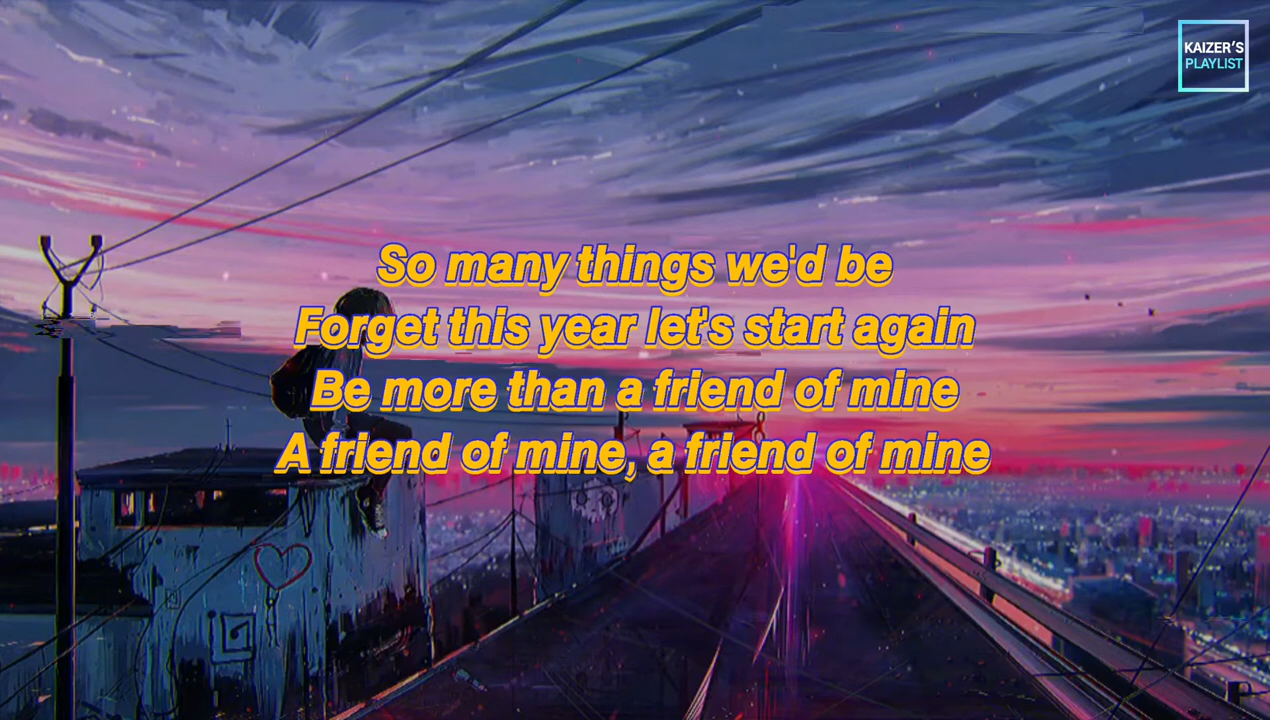 KAIZER'S
PLAYLIST
So many things we'd be
Forget this year let's start again
Be more than a friend of mine
A friend of mine, a friend of mine